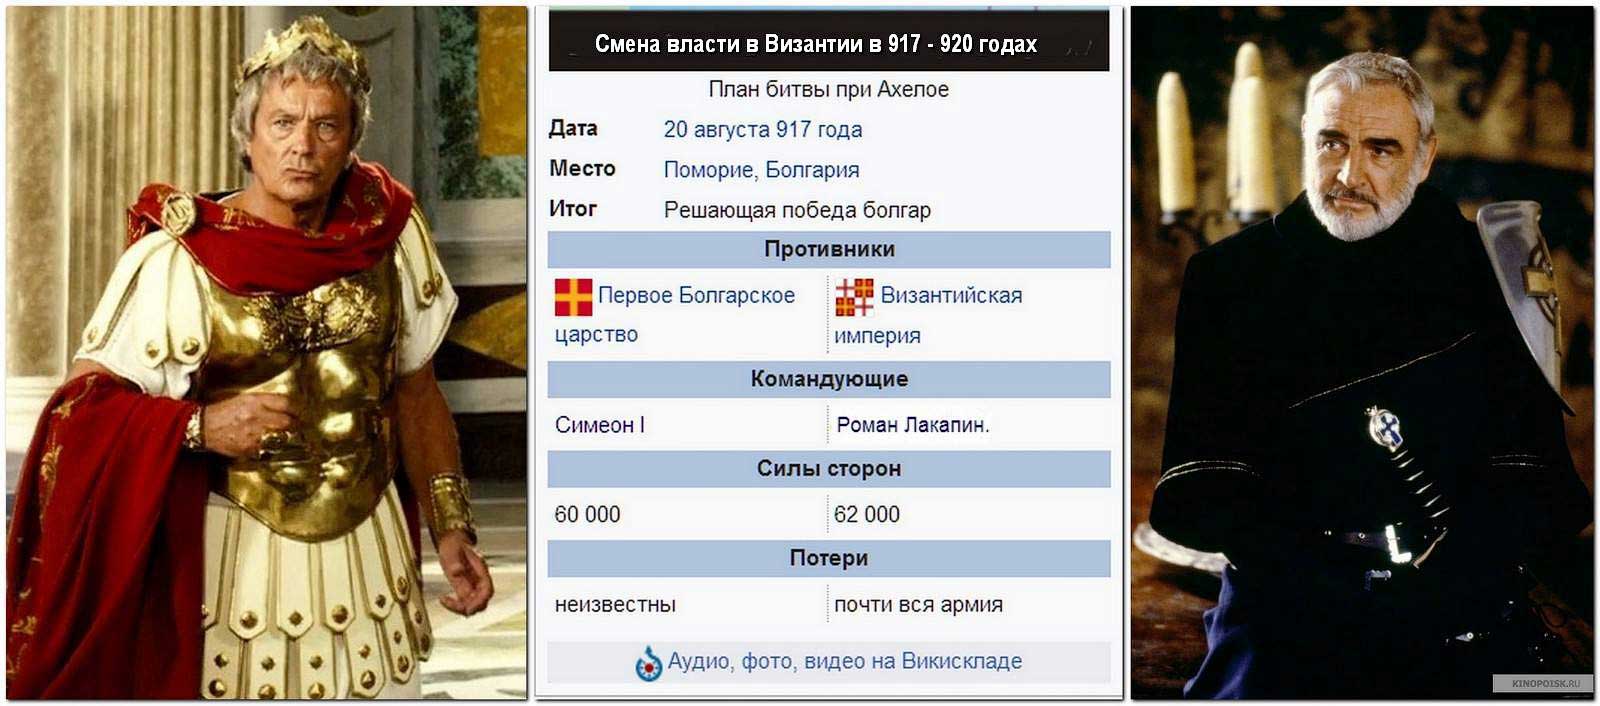 Смена власти в Византии в 917 - 920 годах
План битвы при Ахелое
Дата 20 августа 917 года
Место Поморие, Болгария
Итог Решающая победа болгар
Противники
Первое Болгарское Византийская
царство империя
Командующие
Симеон I Роман Лакапин.
Силы сторон
60 000 62 000
Потери
неизвестны почти вся армия
Аудио, фото, видео на Викискладе
KINOPOISK.RU